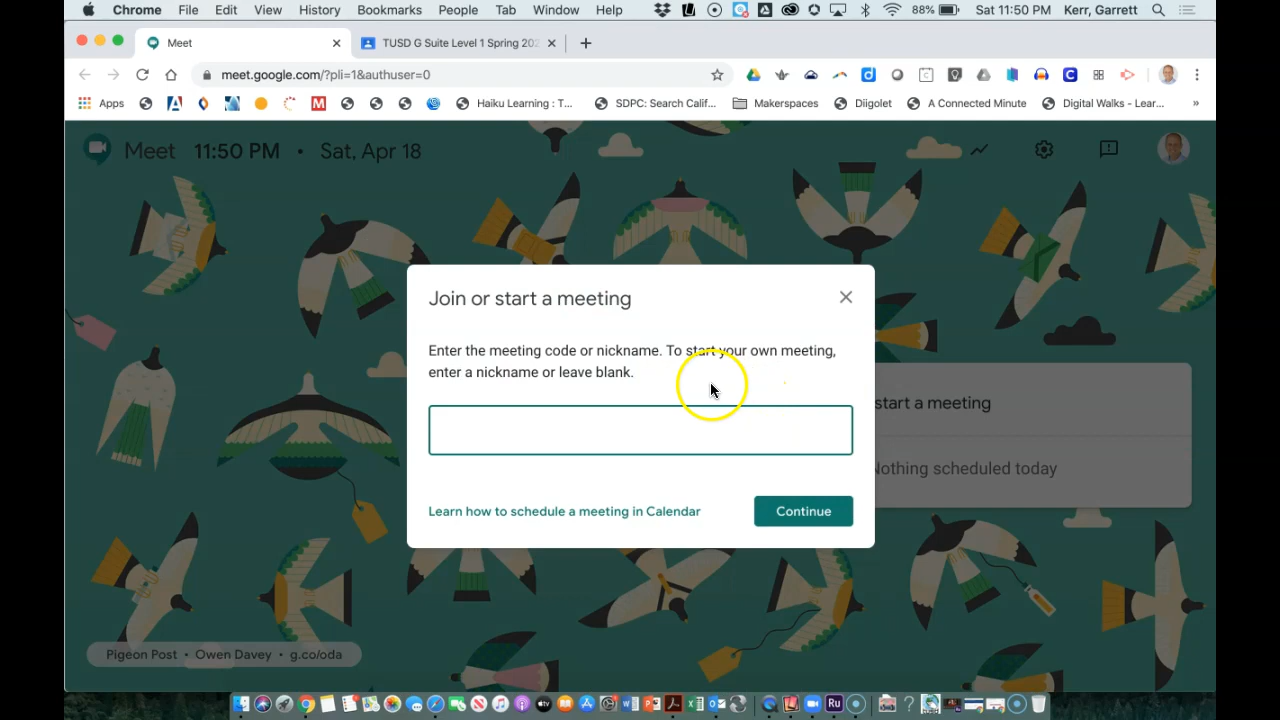 Chrome File Edit View History Bookmarks People Tab Window Help 88% Sat 11:50 PM Kerr, Garrett
Meet TUSD G Suite Level 1 Spring 202
meet.google.com/?pli=1&authuser=0
Apps Haiku Learning : T... SDPC: Search Calif... Makerspaces Diigolet A Connected Minute Digital Walks - Lear... »
Meet 11:50 PM • Sat, Apr 18
Join or start a meeting
Enter the meeting code or nickname. To start your own meeting,
enter a nickname or leave blank.
start a meeting
Nothing scheduled today
Learn how to schedule a meeting in Calendar Continue
Pigeon Post • Owen Davey • g.co/oda